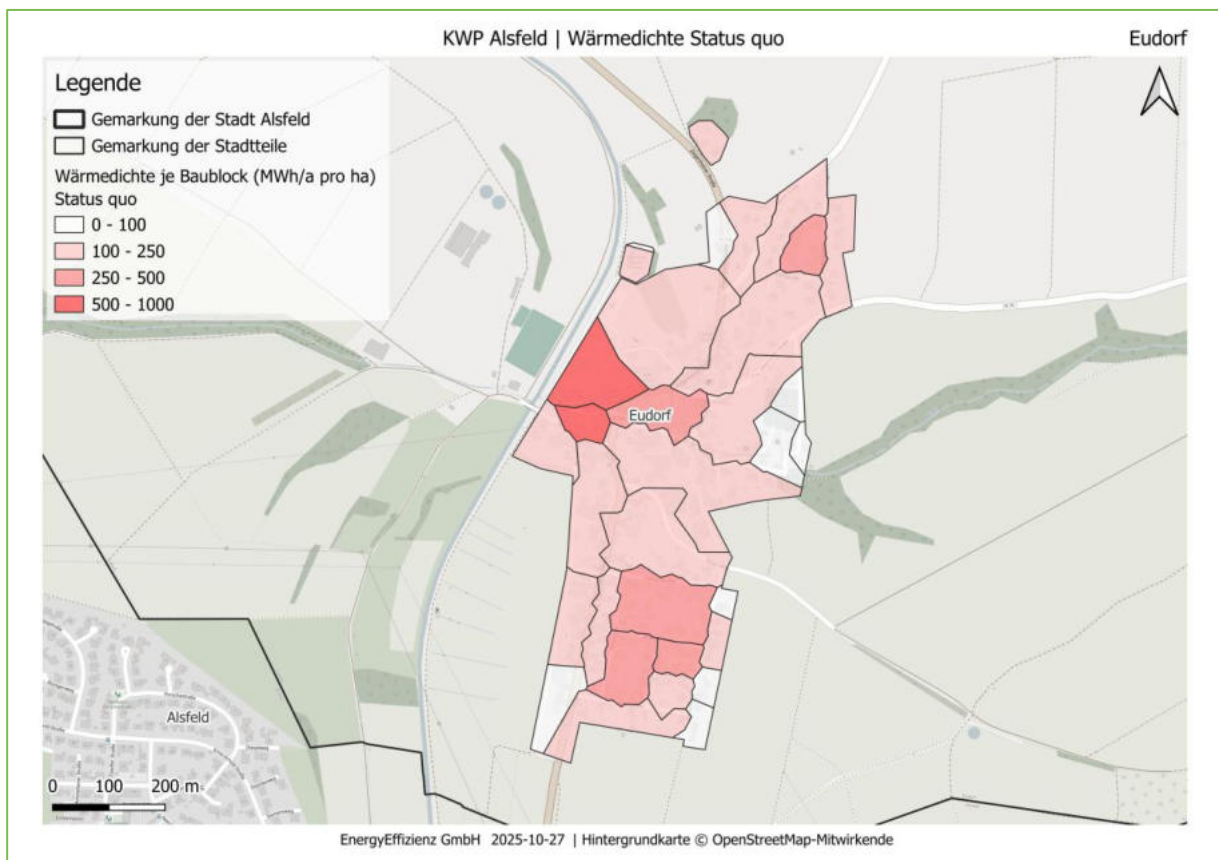 KWP Alsfeld | Wärmedichte Status quo
Eudorf
Legende
Gemarkung der Stadt Alsfeld
Gemarkung der Stadtteile
Wärmedichte je Baublock (MWh/a pro ha)
Status quo
0 - 100
100 - 250
250 - 500
500 - 1000
Eudorf
Alsfeld
0 100 200 m
EnergyEffizienz GmbH 2025-10-27 | Hintergrundkarte © OpenStreetMap-Mitwirkende